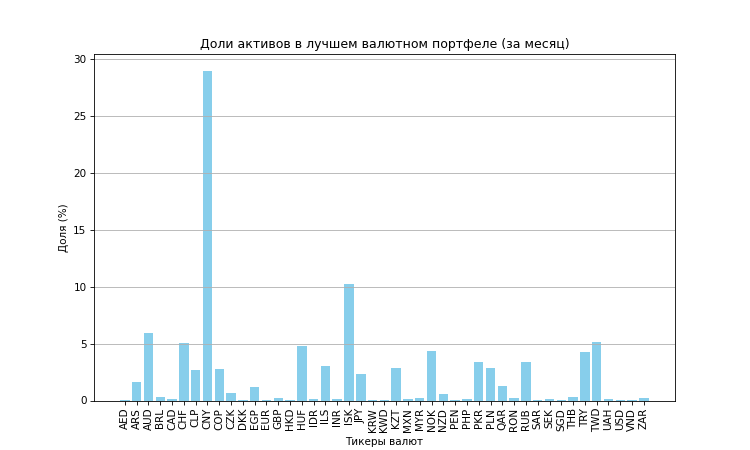 Доли активов в лучшем валютном портфеле (за месяц)
30
25
20
15
10
5
0
Доля (%)
AED ARS AUD BRL CAD CHF CLP CNY COP CZK DKK EGP EUR GBP HKD HUF IDR ILS INR ISK JPY KRW KWD KZT MXN MYR NOK NZD PEN PHP PKR PLN QAR RON RUB SAR SEK SGD THB TRY TWD UAH USD VND ZAR
Тикеры валют